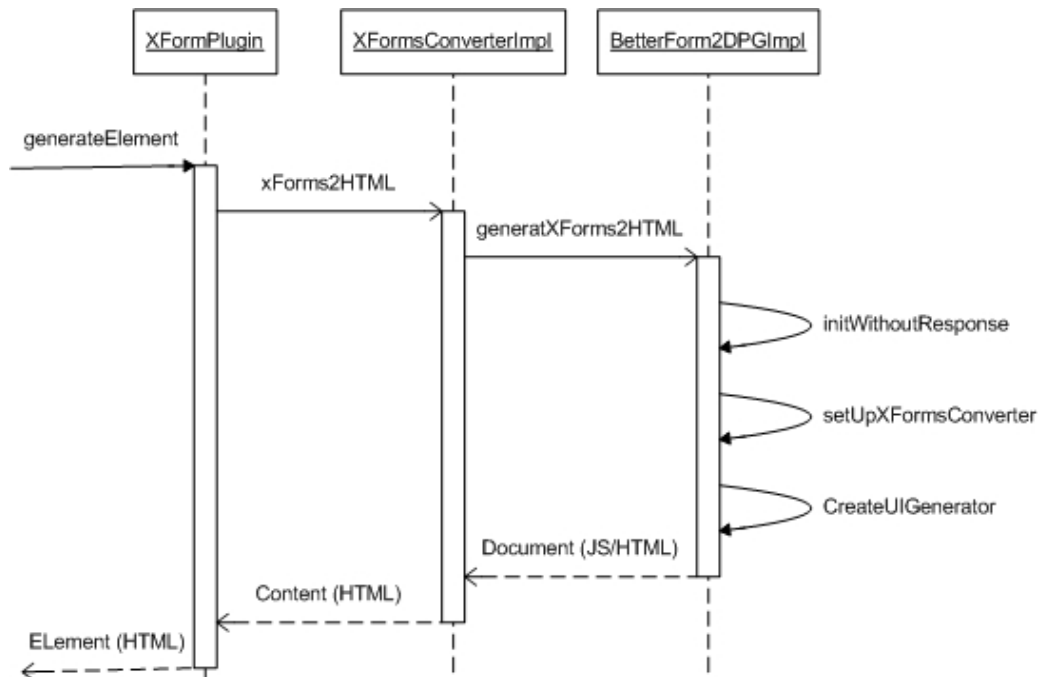 XFormPlugin
XFormsConverterImpl
BetterForm2DPGImpl
generateElement
xForms2HTML
generatXForms2HTML
initWithoutResponse
setUpXFormsConverter
CreateUIGenerator
Document (JS/HTML)
Content (HTML)
ELement (HTML)